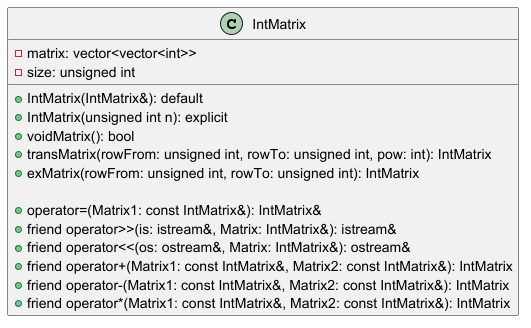 C IntMatrix
matrix: vector<vector<int>>
size: unsigned int
IntMatrix(IntMatrix&): default
IntMatrix(unsigned int n): explicit
voidMatrix(): bool
transMatrix(rowFrom: unsigned int, rowTo: unsigned int, pow: int): IntMatrix
exMatrix(rowFrom: unsigned int, rowTo: unsigned int): IntMatrix
operator=(Matrix1: const IntMatrix&): IntMatrix&
friend operator>>(is: istream&, Matrix: IntMatrix&): istream&
friend operator<<(os: ostream&, Matrix: IntMatrix&): ostream&
friend operator+(Matrix1: const IntMatrix&, Matrix2: const IntMatrix&): IntMatrix
friend operator-(Matrix1: const IntMatrix&, Matrix2: const IntMatrix&): IntMatrix
friend operator*(Matrix1: const IntMatrix&, Matrix2: const IntMatrix&): IntMatrix